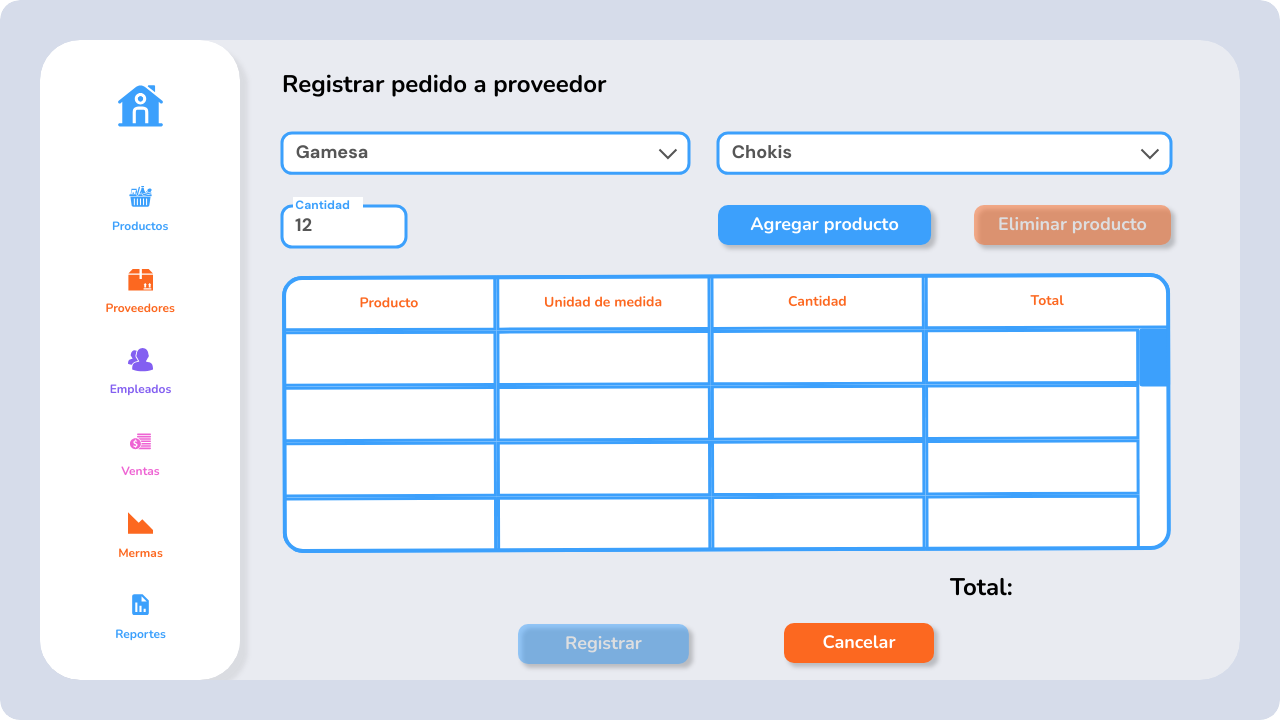 Registrar pedido a proveedor
Gamesa
Chokis
Cantidad
12
Agregar producto
Eliminar producto
Producto
Unidad de medida
Cantidad
Total
Total:
Registrar
Cancelar
Productos
Proveedores
Empleados
Ventas
Mermas
Reportes